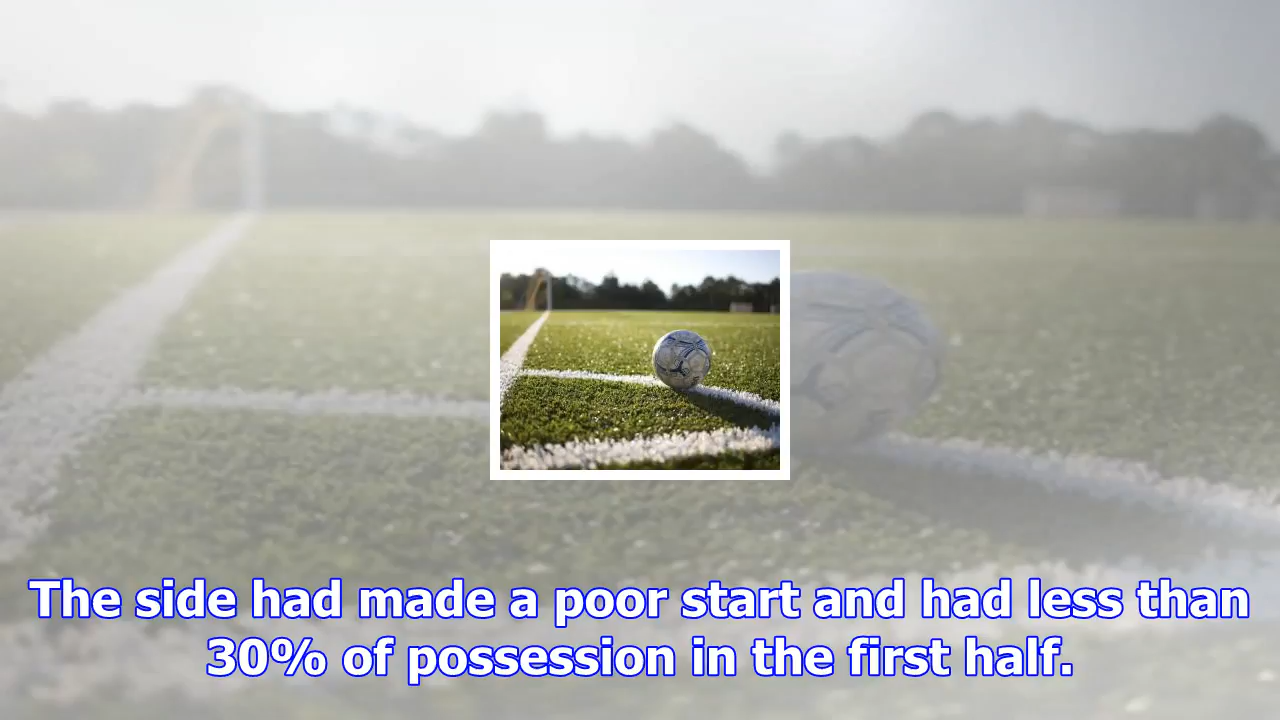 The side had made a poor start and had less than
30% of possession in the first half.